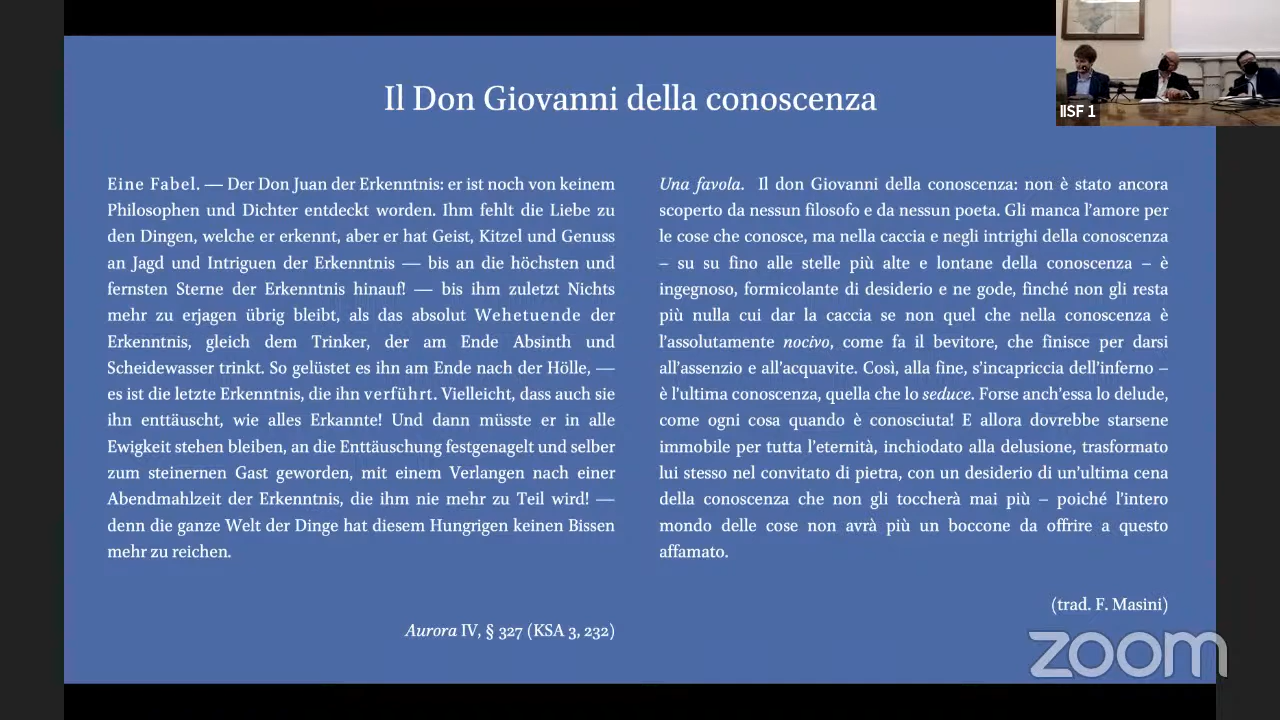 Il Don Giovanni della conoscenza
IISF 1
Eine Fabel. — Der Don Juan der Erkenntnis: er ist noch von keinem
Philosophen und Dichter entdeckt worden. Ihm fehlt die Liebe zu
den Dingen, welche er erkennt, aber er hat Geist, Kitzel und Genuss
an Jagd und Intriguen der Erkenntnis — bis an die höchsten und
fernsten Sterne der Erkenntnis hinauf! — bis ihm zuletzt Nichts
mehr zu erjagen übrig bleibt, als das absolut Wehetuende der
Erkenntnis, gleich dem Trinker, der am Ende Absinth und
Scheidewasser trinkt. So gelüstet es ihn am Ende nach der Hölle, —
es ist die letzte Erkenntnis, die ihn verführt. Vielleicht, dass auch sie
ihn enttäuscht, wie alles Erkannte! Und dann müsste er in alle
Ewigkeit stehen bleiben, an die Enttäuschung festgenagelt und selber
zum steinernen Gast geworden, mit einem Verlangen nach einer
Abendmahlzeit der Erkenntnis, die ihm nie mehr zu Teil wird! —
denn die ganze Welt der Dinge hat diesem Hungrigen keinen Bissen
mehr zu reichen.
Aurora IV, § 327 (KSA 3, 232)
Una favola. Il don Giovanni della conoscenza: non è stato ancora
scoperto da nessun filosofo e da nessun poeta. Gli manca l’amore per
le cose che conosce, ma nella caccia e negli intrighi della conoscenza
– su su fino alle stelle più alte e lontane della conoscenza – è
ingegnoso, formicolante di desiderio e ne gode, finché non gli resta
più nulla cui dar la caccia se non quel che nella conoscenza è
l’assolutamente nocivo, come fa il bevitore, che finisce per darsi
all’assenzio e all’acquavite. Così, alla fine, s’incapriccia dell’inferno –
è l’ultima conoscenza, quella che lo seduce. Forse anch’essa lo delude,
come ogni cosa quando è conosciuta! E allora dovrebbe starsene
immobile per tutta l’eternità, inchiodato alla delusione, trasformato
lui stesso nel convitato di pietra, con un desiderio di un’ultima cena
della conoscenza che non gli toccherà mai più – poiché l’intero
mondo delle cose non avrà più un boccone da offrire a questo
affamato.
(trad. F. Masini)
zoom